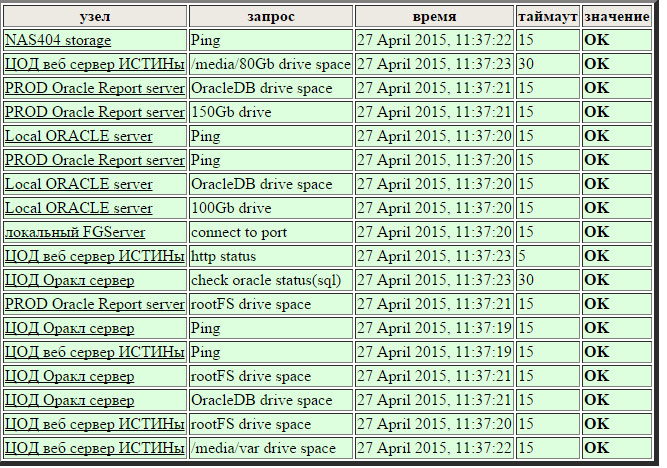 узел запрос время таймаут значение
NAS404 storage Ping 27 April 2015, 11:37:22 15 OK
ЦОД веб сервер ИСТИНы /media/80Gb drive space 27 April 2015, 11:37:23 30 OK
PROD Oracle Report server OracleDB drive space 27 April 2015, 11:37:21 15 OK
PROD Oracle Report server 150Gb drive 27 April 2015, 11:37:21 15 OK
Local ORACLE server Ping 27 April 2015, 11:37:20 15 OK
PROD Oracle Report server Ping 27 April 2015, 11:37:20 15 OK
Local ORACLE server OracleDB drive space 27 April 2015, 11:37:20 15 OK
Local ORACLE server 100Gb drive 27 April 2015, 11:37:20 15 OK
локальный FGServer connect to port 27 April 2015, 11:37:20 15 OK
ЦОД веб сервер ИСТИНы http status 27 April 2015, 11:37:23 5 OK
ЦОД Оракл сервер check oracle status(sql) 27 April 2015, 11:37:23 30 OK
PROD Oracle Report server rootFS drive space 27 April 2015, 11:37:21 15 OK
ЦОД Оракл сервер Ping 27 April 2015, 11:37:19 15 OK
ЦОД веб сервер ИСТИНы Ping 27 April 2015, 11:37:19 15 OK
ЦОД Оракл сервер rootFS drive space 27 April 2015, 11:37:21 15 OK
ЦОД Оракл сервер OracleDB drive space 27 April 2015, 11:37:21 15 OK
ЦОД веб сервер ИСТИНы rootFS drive space 27 April 2015, 11:37:20 15 OK
ЦОД веб сервер ИСТИНы /media/var drive space 27 April 2015, 11:37:22 15 OK